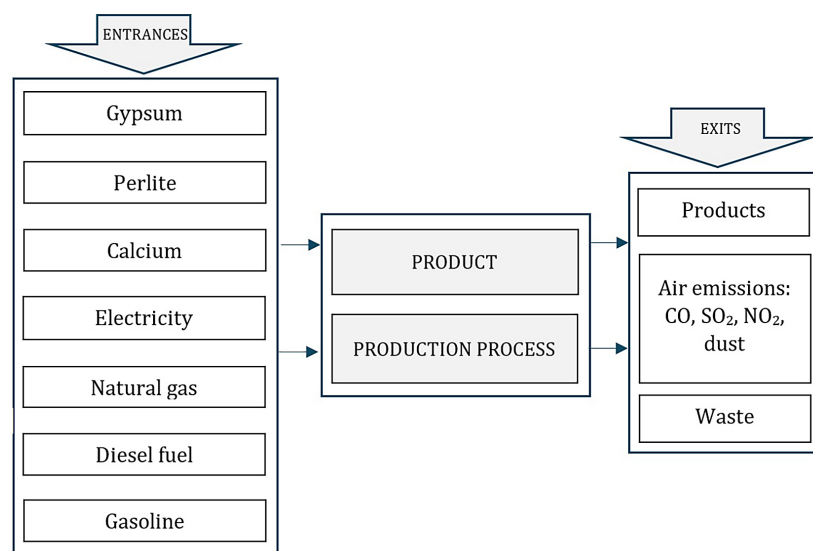 ENTRANCES
Gypsum
Perlite
Calcium
Electricity
Natural gas
Diesel fuel
Gasoline
PRODUCT
PRODUCTION PROCESS
EXITS
Products
Air emissions:
CO, SO₂, NO₂,
dust
Waste